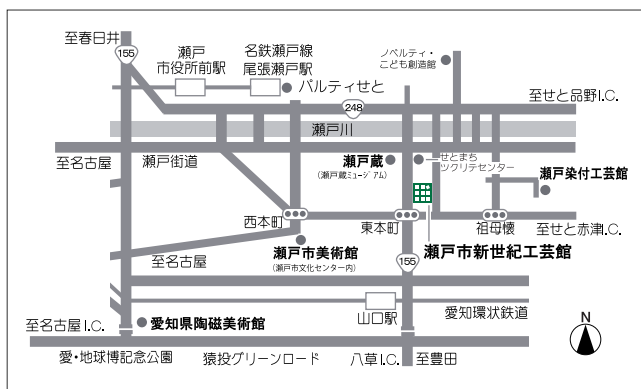 至春日井
155
瀬戸
市役所前駅
名鉄瀬戸線
尾張瀬戸駅
パルティせと
ノベルティ・
こども創造館
248
至せと品野I.C.
瀬戸川
至名古屋
瀬戸街道
瀬戸蔵
(瀬戸蔵ミュージアム)
せとまち
ツクリテセンター
瀬戸染付工芸館
西本町
東本町
祖母懐
至せと赤津I.C.
瀬戸市美術館
(瀬戸市文化センター内)
瀬戸市新世紀工芸館
至名古屋
155
山口駅
愛知環状鉄道
至名古屋I.C.
愛知県陶磁美術館
N
愛・地球博記念公園
猿投グリーンロード
八草I.C.
至豊田